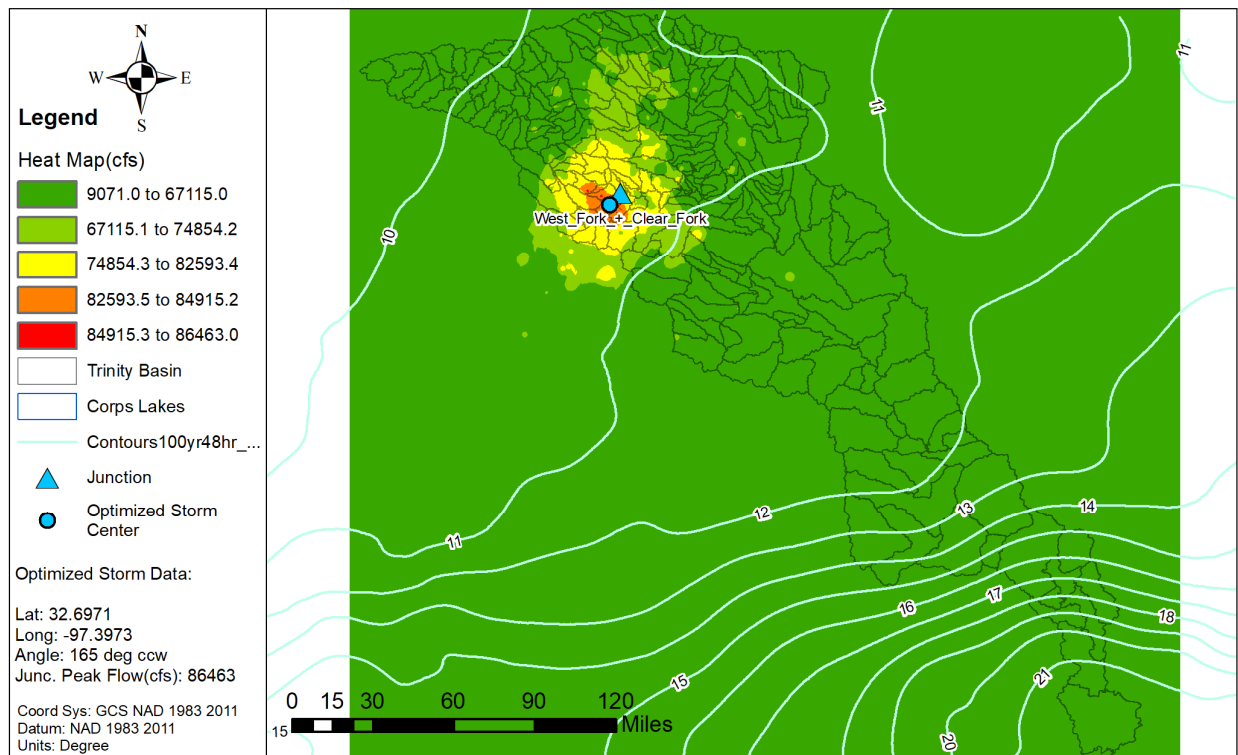 N
W
E
S
Legend
Heat Map(cfs)
9071.0 to 67115.0
67115.1 to 74854.2
74854.3 to 82593.4
82593.5 to 84915.2
84915.3 to 86463.0
Trinity Basin
Corps Lakes
Contours100yr48hr_...
Junction
Optimized Storm
Center
Optimized Storm Data:
Lat: 32.6971
Long: -97.3973
Angle: 165 deg ccw
Junc. Peak Flow(cfs): 86463
Coord Sys: GCS NAD 1983 2011
Datum: NAD 1983 2011
Units: Degree
11
11
10
West_Fork_+_Clear_Fork
12
13
14
11
16
17
18
15
21
20
0 15 30 60 90 120
Miles
15